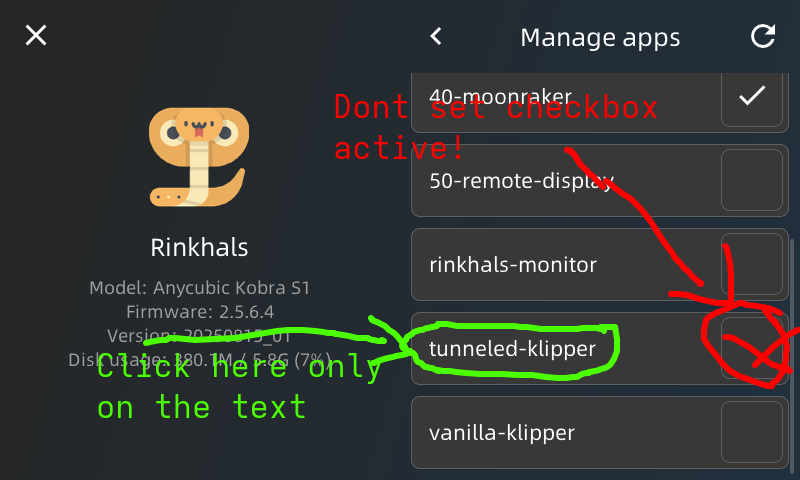 Manage apps
40-moonraker
Dont set checkbox
active!
50-remote-display
Rinkhals
rinkhals-monitor
Model: Anycubic Kobra S1
Firmware: 2.5.6.4
Version: 20250815_01
Disk usage: 380.1M / 5.8G (7%)
tunneled-klipper
Click here only
on the text
vanilla-klipper